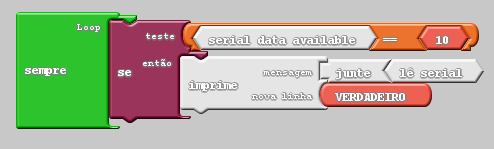 Loop
sempre
se
teste
serial data available
==
10
então
imprime
mensagem
junte
lê serial
nova linha
VERDADEIRO